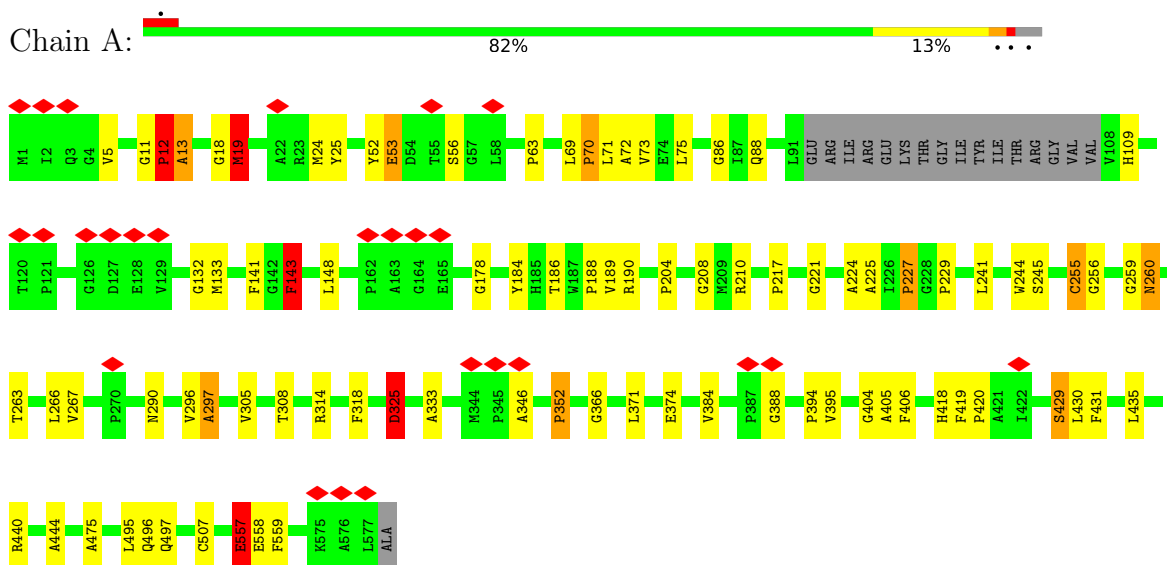 Chain A:
82% 13%
M1 I2 Q3 G4 V5 G11 P12 A13 G18 M19 A22 R23 M24 Y25 Y52 E53 D54 T55 S56 G57 L58 P63 L69 P70 L71 A72 V73 E74 L75 G86 I87 Q88 L91 GLU ARG ILE ARG GLU LYS THR GLY ILE TYR ILE THR ARG GLY VAL VAL V108 H109
T120 P121 G126 D127 E128 V129 G132 M133 F141 G142 F143 L148 P162 A163 G164 E165 G178 Y184 H185 T186 W187 P188 V189 R190 P204 G208 M209 R210 P217 G221 A224 A225 I226 P227 G228 P229 L241 W244 S245 C255 G256 G259 N260
T263 L266 V267 P270 N290 V296 A297 V305 T308 R314 F318 D325 A333 M344 P345 A346 P352 G366 L371 E374 V384 P387 G388 P394 V395 G404 A405 F406 H418 F419 P420 A421 I422 S429 L430 F431 L435
R440 A444 A475 L495 Q496 Q497 C507 E557 E558 F559 K575 A576 L577 ALA